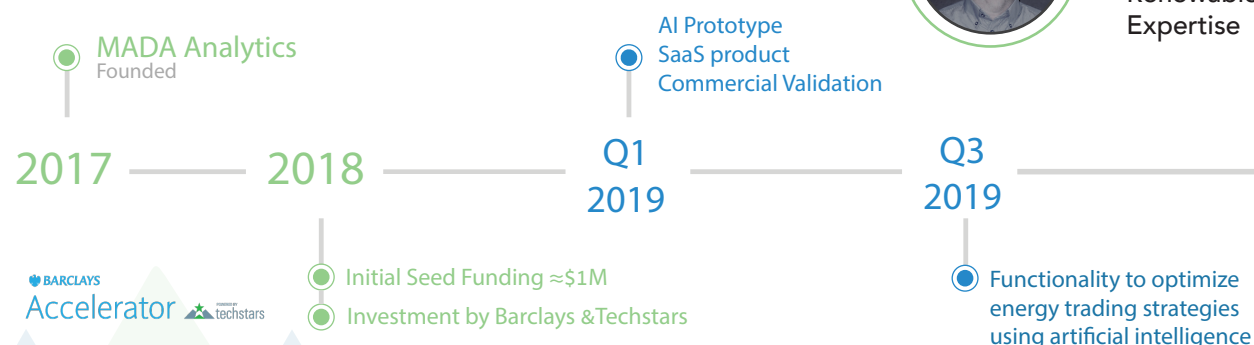 Expertise
MADA Analytics
Founded
AI Prototype
SaaS product
Commercial Validation
2017
2018
Q1
2019
Q3
2019
Initial Seed Funding ≈$1M
Investment by Barclays &Techstars
BARCLAYS
Accelerator
techstars
Functionality to optimize
energy trading strategies
using artificial intelligence